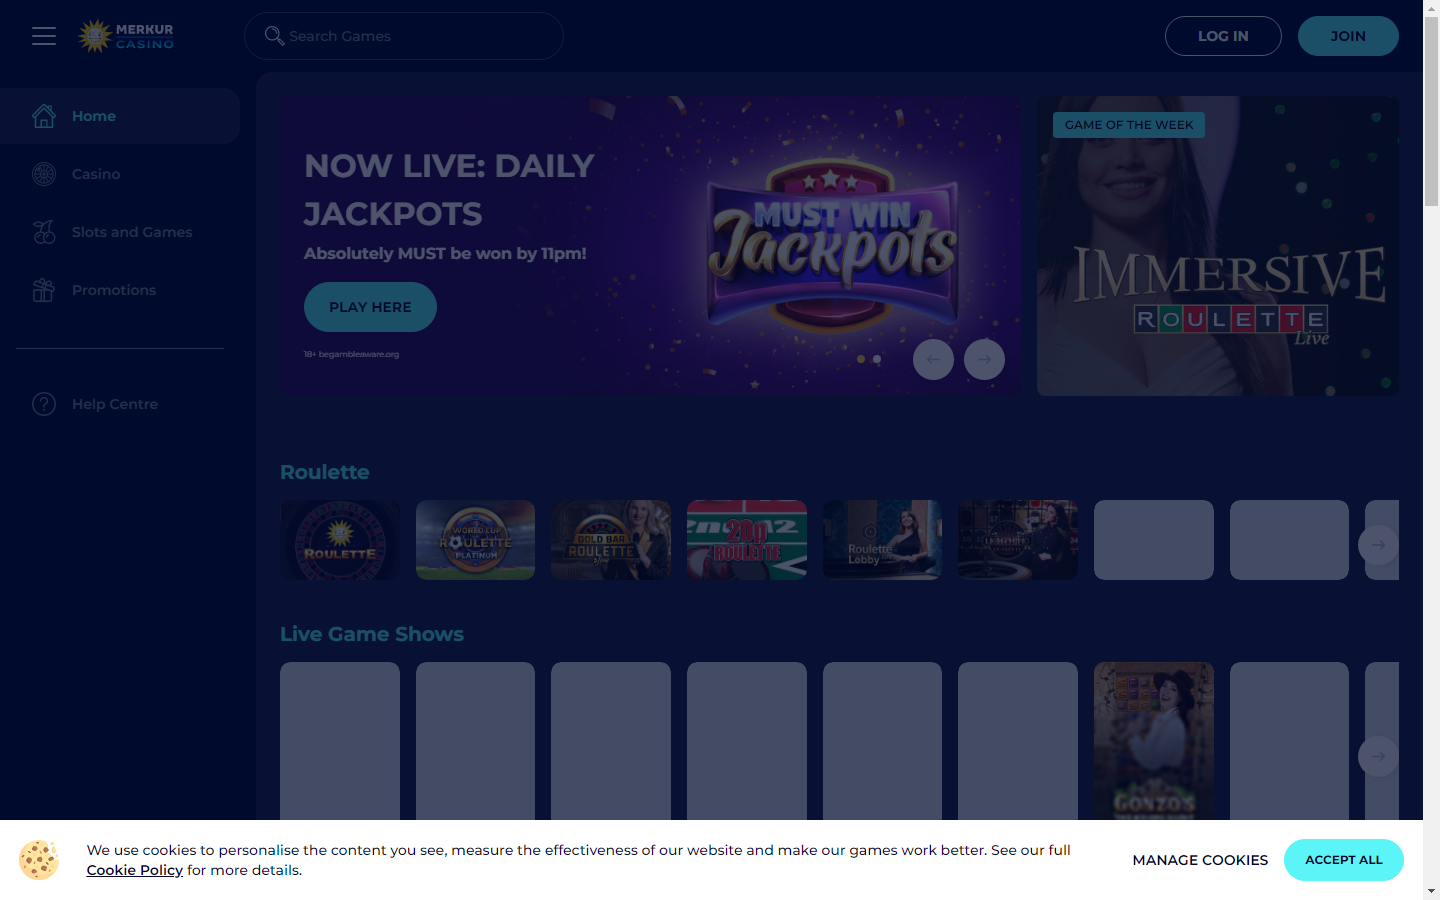 MERKUR
CASINO
Search Games
LOG IN
JOIN
Home
Casino
Slots and Games
Promotions
Help Centre
NOW LIVE: DAILY
JACKPOTS
Absolutely MUST be won by 11pm!
PLAY HERE
18+ begambleaware.org
MUST WIN
Jackpots
GAME OF THE WEEK
IMMERSIVE
ROULETTE
Live
Roulette
ROULETTE
WORLD CUP
ROULETTE
PLATINUM
GOLD BAR
ROULETTE
20p
ROULETTE
Roulette
Lobby
Live Game Shows
GONZO'S
We use cookies to personalise the content you see, measure the effectiveness of our website and make our games work better. See our full
Cookie Policy for more details.
MANAGE COOKIES
ACCEPT ALL